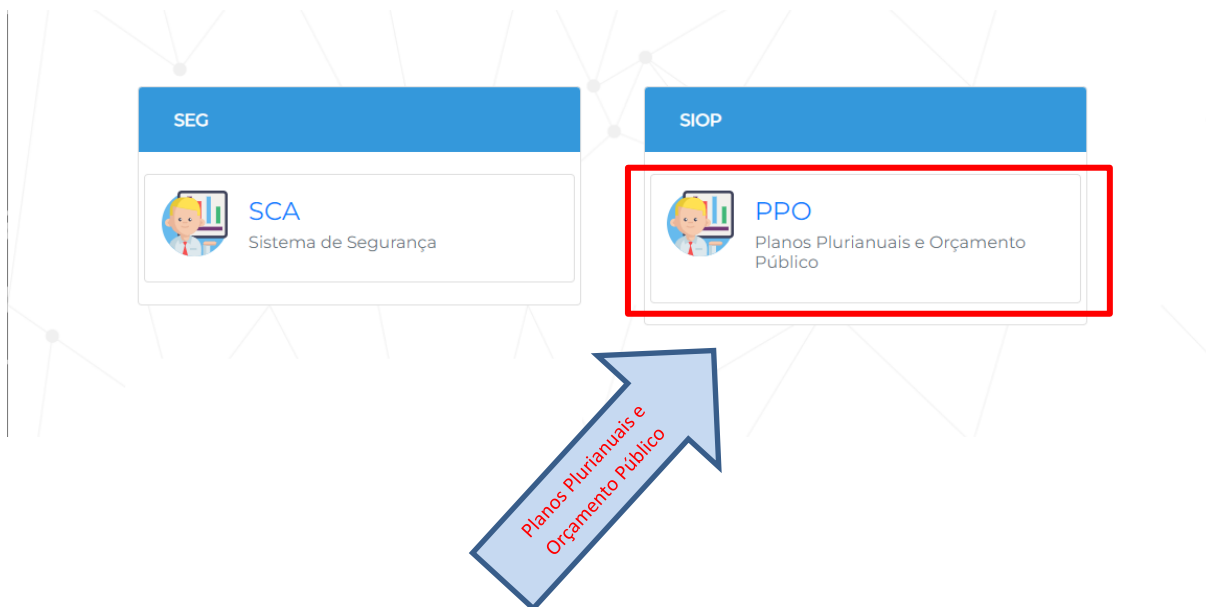 SEG
SCA
Sistema de Segurança
SIOP
PPO
Planos Plurianuais e Orçamento
Público
Planos Plurianuais e
Orçamento Público